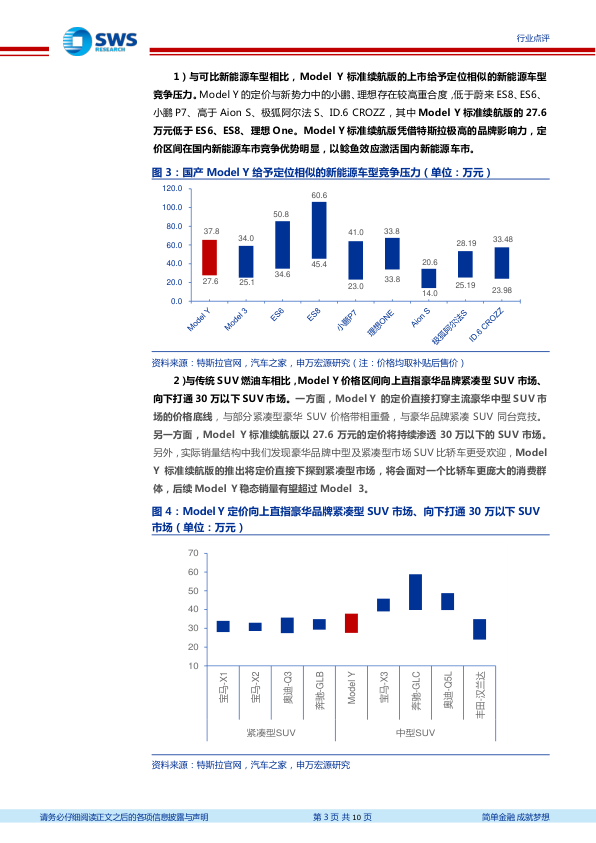 SWS
RESEARCH
行业点评
1）与可比新能源车型相比，Model Y 标准续航版的上市给予定位相似的新能源车型
竞争压力。Model Y 的定价与新势力中的小鹏、理想存在较高重合度，低于蔚来 ES8、ES6、
小鹏 P7、高于 Aion S、极狐阿尔法 S、ID.6 CROZZ，其中 Model Y 标准续航版的 27.6
万元低于 ES6、ES8、理想 One。Model Y 标准续航版凭借特斯拉极高的品牌影响力，定
价区间在国内新能源车市竞争优势明显，以鲶鱼效应激活国内新能源车市。
图 3：国产 Model Y 给予定位相似的新能源车型竞争压力（单位：万元）
120.0
100.0
80.0
60.0
40.0
20.0
0.0
37.8
34.0
50.8
60.6
41.0
33.8
20.6
28.19
33.48
27.6
25.1
34.6
45.4
23.0
33.8
14.0
25.19
23.98
Model Y
Model 3
ES6
ES8
小鹏P7
理想ONE
Aion S
极狐阿尔法S
ID.6 CROZZ
资料来源：特斯拉官网，汽车之家，申万宏源研究（注：价格均取补贴后售价）
2）与传统 SUV 燃油车相比，Model Y 价格区间向上直指豪华品牌紧凑型 SUV 市场、
向下打通 30 万以下 SUV 市场。一方面，Model Y 的定价直接打穿主流豪华中型 SUV 市
场的价格底线，与部分紧凑型豪华 SUV 价格带相重叠，与豪华品牌紧凑 SUV 同台竞技。
另一方面，Model Y 标准续航版以 27.6 万元的定价将持续渗透 30 万以下的 SUV 市场。
另外，实际销量结构中我们发现豪华品牌中型及紧凑型市场 SUV 比轿车更受欢迎，Model
Y 标准续航版的推出将定价直接下探到紧凑型市场，将会面对一个比轿车更庞大的消费群
体，后续 Model Y 稳态销量有望超过 Model 3。
图 4：Model Y 定价向上直指豪华品牌紧凑型 SUV 市场、向下打通 30 万以下 SUV
市场（单位：万元）
70
60
50
40
30
20
10
宝马-X1
宝马-X2
奥迪-Q3
奔驰-GLB
Model Y
宝马-X3
奔驰-GLC
奥迪-Q5L
丰田-汉兰达
紧凑型SUV
中型SUV
资料来源：特斯拉官网，汽车之家，申万宏源研究
请务必仔细阅读正文之后的各项信息披露与声明
第 3 页 共 10 页
简单金融 成就梦想